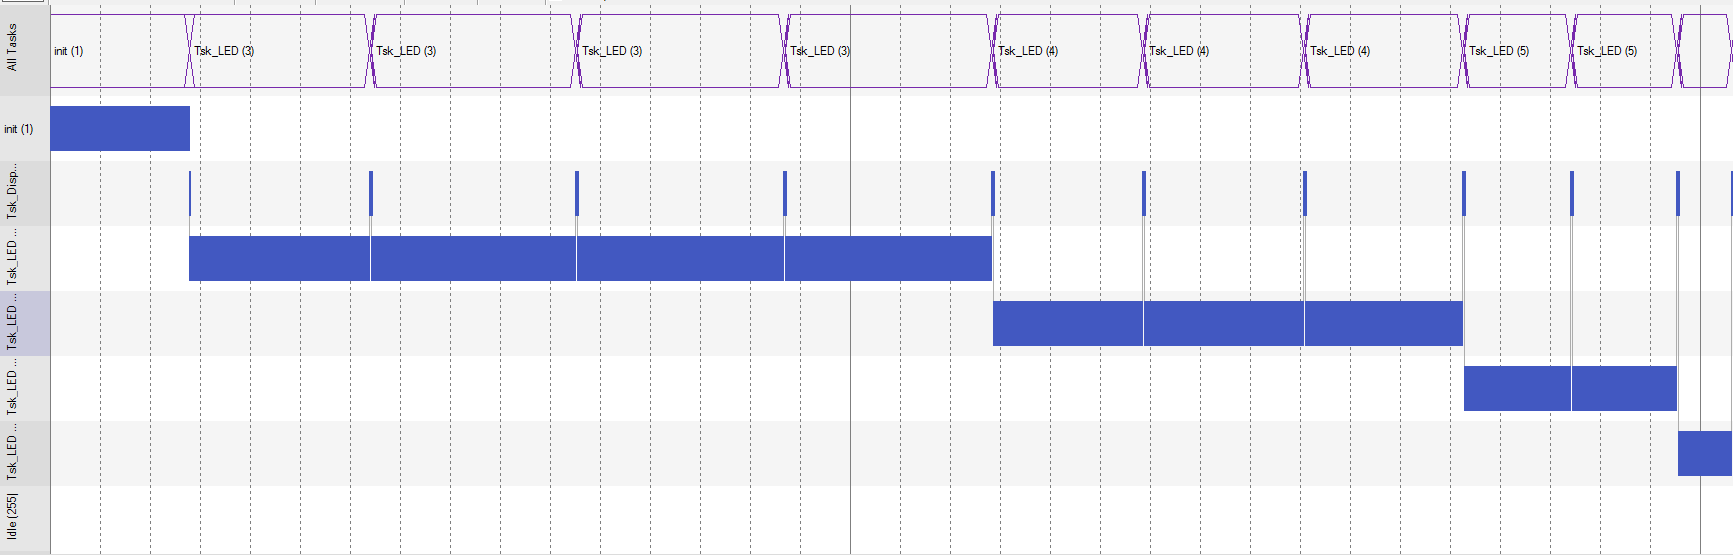 All Tasks
init (1)
Tsk_LED (3)
Tsk_LED (3)
Tsk_LED (3)
Tsk_LED (3)
Tsk_LED (4)
Tsk_LED (4)
Tsk_LED (4)
Tsk_LED (5)
Tsk_LED (5)
init (1)
Tsk_Disp...
Tsk_LED ...
Tsk_LED ...
Tsk_LED ...
Tsk_LED ...
Idle (255|